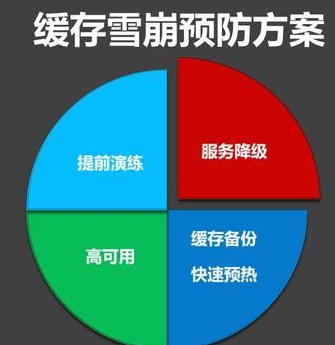 缓存雪崩预防方案
提前演练
服务降级
高可用
缓存备份
快速预热